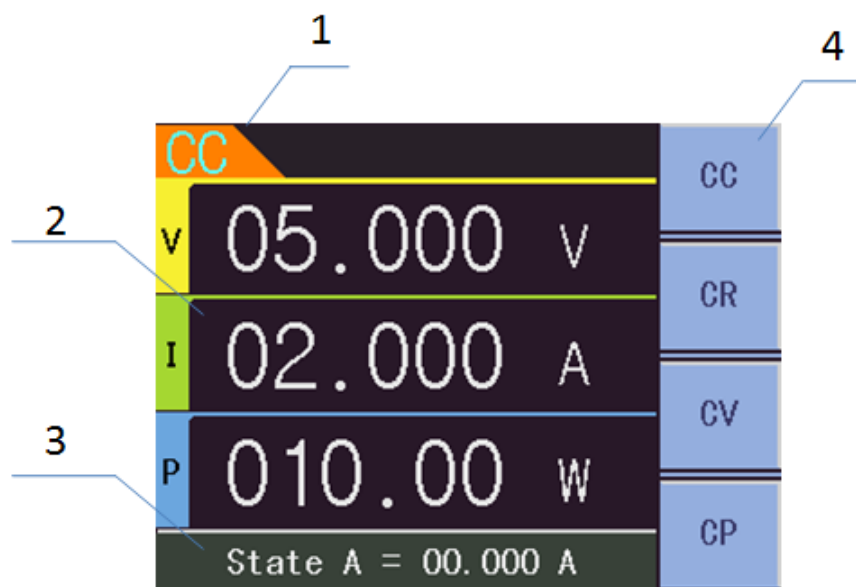 1
4
CC
CC
2
V 05.000 V
CR
I 02.000 A
CV
3
P 010.00 W
CP
State A = 00.000 A